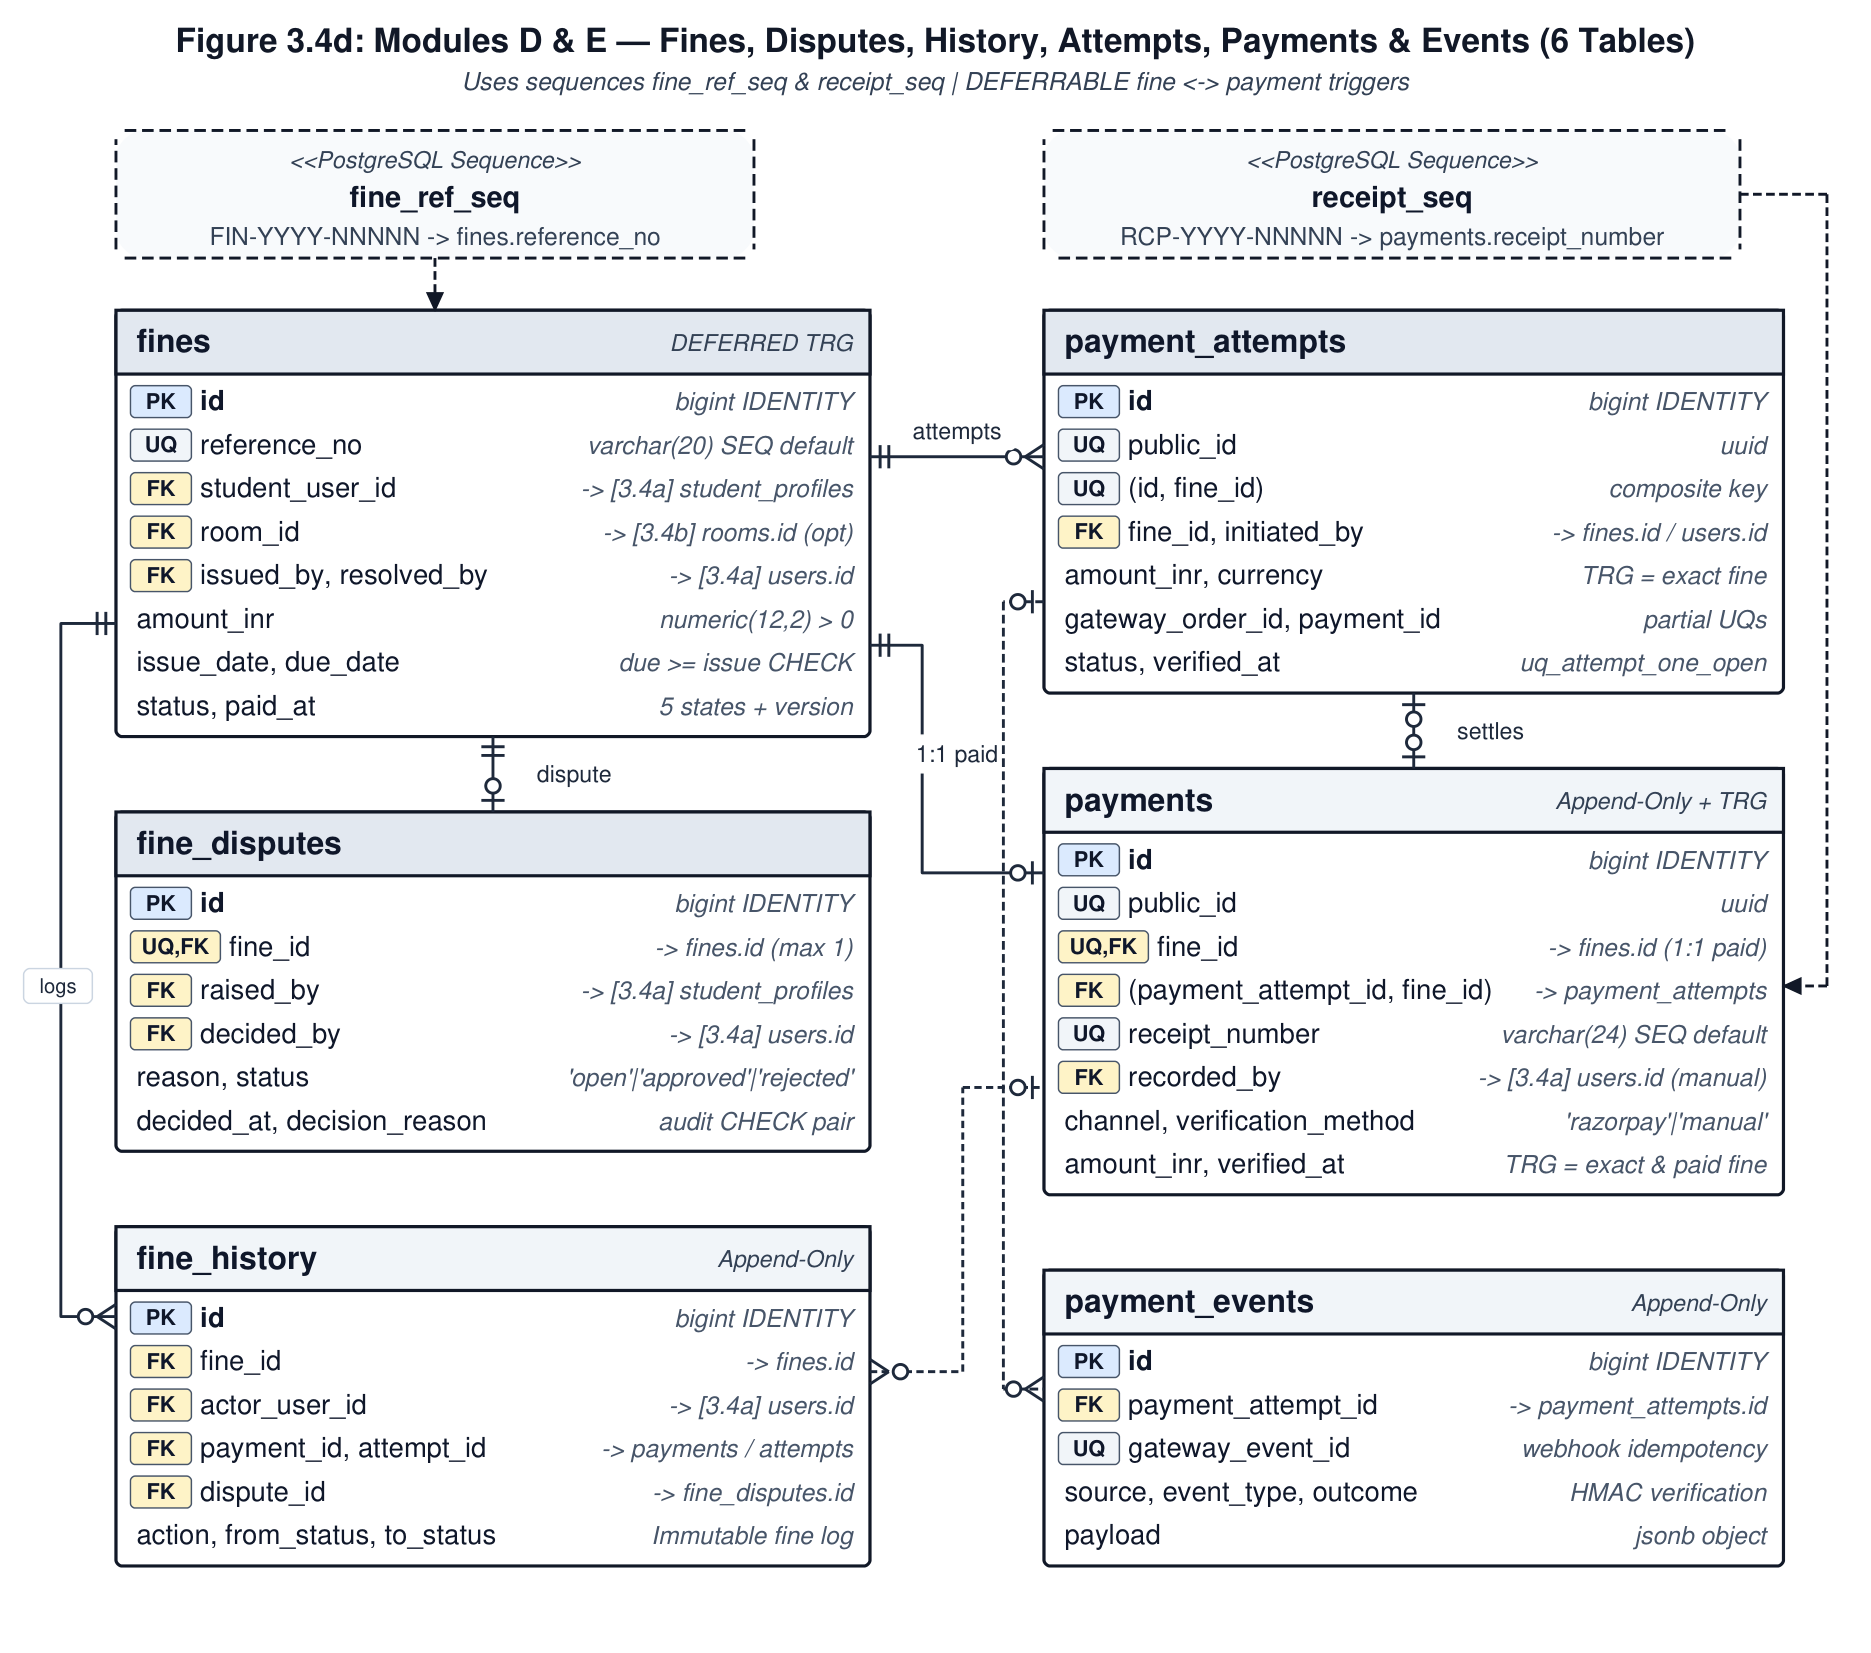 Figure 3.4d: Modules D & E — Fines, Disputes, History, Attempts, Payments & Events (6 Tables)
Uses sequences fine_ref_seq & receipt_seq | DEFERRABLE fine <-> payment triggers
<<PostgreSQL Sequence>>
fine_ref_seq
FIN-YYYY-NNNNN -> fines.reference_no
<<PostgreSQL Sequence>>
receipt_seq
RCP-YYYY-NNNNN -> payments.receipt_number
fines DEFERRED TRG
PK id bigint IDENTITY
UQ reference_no varchar(20) SEQ default
FK student_user_id -> [3.4a] student_profiles
FK room_id -> [3.4b] rooms.id (opt)
FK issued_by, resolved_by -> [3.4a] users.id
amount_inr numeric(12,2) > 0
issue_date, due_date due >= issue CHECK
status, paid_at 5 states + version
attempts
payment_attempts
PK id bigint IDENTITY
UQ public_id uuid
UQ (id, fine_id) composite key
FK fine_id, initiated_by -> fines.id / users.id
amount_inr, currency TRG = exact fine
gateway_order_id, payment_id partial UQs
status, verified_at uq_attempt_one_open
dispute
1:1 paid
settles
fine_disputes
PK id bigint IDENTITY
UQ,FK fine_id -> fines.id (max 1)
FK raised_by -> [3.4a] student_profiles
FK decided_by -> [3.4a] users.id
reason, status 'open'|'approved'|'rejected'
decided_at, decision_reason audit CHECK pair
logs
payments Append-Only + TRG
PK id bigint IDENTITY
UQ public_id uuid
UQ,FK fine_id -> fines.id (1:1 paid)
FK (payment_attempt_id, fine_id) -> payment_attempts
UQ receipt_number varchar(24) SEQ default
FK recorded_by -> [3.4a] users.id (manual)
channel, verification_method 'razorpay'|'manual'
amount_inr, verified_at TRG = exact & paid fine
fine_history Append-Only
PK id bigint IDENTITY
FK fine_id -> fines.id
FK actor_user_id -> [3.4a] users.id
FK payment_id, attempt_id -> payments / attempts
FK dispute_id -> fine_disputes.id
action, from_status, to_status Immutable fine log
payment_events Append-Only
PK id bigint IDENTITY
FK payment_attempt_id -> payment_attempts.id
UQ gateway_event_id webhook idempotency
source, event_type, outcome HMAC verification
payload jsonb object